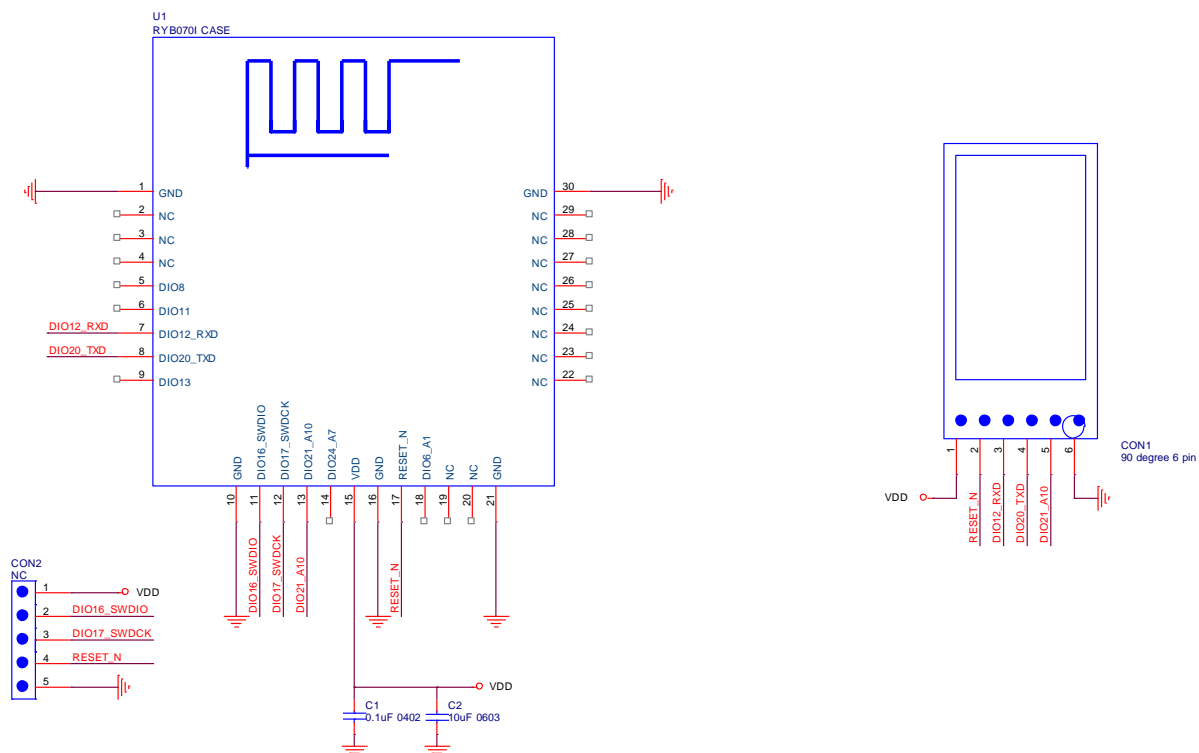 U1
RYB070I CASE
1 GND
2 NC
3 NC
4 NC
5 DIO8
6 DIO11
DIO12_RXD 7 DIO12_RXD
DIO20_TXD 8 DIO20_TXD
9 DIO13
GND 30
NC 29
NC 28
NC 27
NC 26
NC 25
NC 24
NC 23
NC 22
GND
DIO16_SWDIO
DIO17_SWDCK
DIO21_A10
DIO24_A7
VDD
GND
RESET_N
DIO6_A1
NC
NC
GND
10
11
12
13
14
15
16
17
18
19
20
21
DIO16_SWDIO
DIO17_SWDCK
DIO21_A10
RESET_N
VDD
C1
0.1uF 0402
C2
10uF 0603
CON2
NC
1 VDD
2 DIO16_SWDIO
3 DIO17_SWDCK
4 RESET_N
5
CON1
90 degree 6 pin
1
2
3
4
5
6
VDD
RESET_N
DIO12_RXD
DIO20_TXD
DIO21_A10